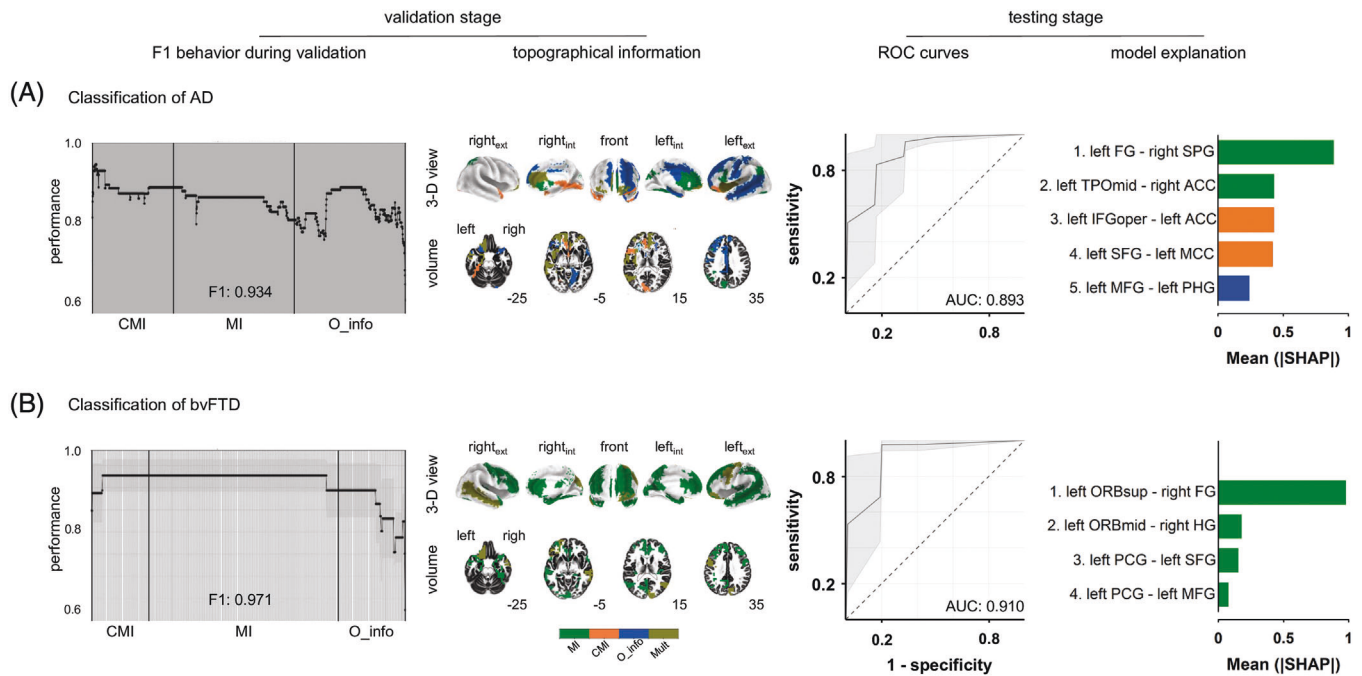 validation stage
testing stage
F1 behavior during validation
topographical information
ROC curves
model explanation
(A) Classification of AD
1.0
0.8
0.6
performance
F1: 0.934
CMI MI O_info
3-D view
right_ext right_int front left_int left_ext
volume
left righ
-25 -5 15 35
sensitivity
0.8
0.2
AUC: 0.893
0.2 0.8
1. left FG - right SPG
2. left TPOmid - right ACC
3. left IFGoper - left ACC
4. left SFG - left MCC
5. left MFG - left PHG
0 0.5 1
Mean (|SHAP|)
(B) Classification of bvFTD
1.0
0.8
0.6
performance
F1: 0.971
CMI MI O_info
3-D view
right_ext right_int front left_int left_ext
volume
left righ
-25 -5 15 35
MI CMI O_info Mult
sensitivity
0.8
0.2
AUC: 0.910
0.2 0.8
1 - specificity
1. left ORBsup - right FG
2. left ORBmid - right HG
3. left PCG - left SFG
4. left PCG - left MFG
0 0.5 1
Mean (|SHAP|)